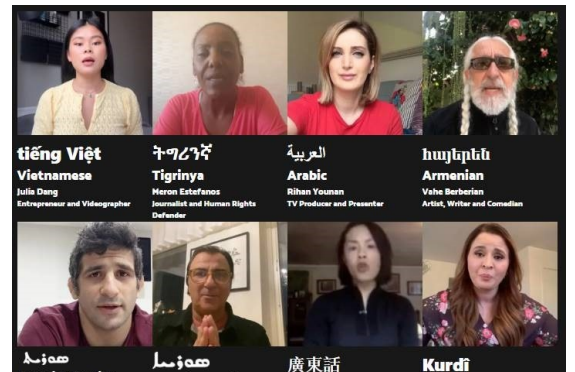 tiếng Việt
Vietnamese
Julia Dang
Entrepreneur and Videographer
ትግርኛ
Tigrinya
Meron Estefanos
Journalist and Human Rights
Defender
العربية
Arabic
Rihan Younan
TV Producer and Presenter
հայերեն
Armenian
Vahe Berberian
Artist, Writer and Comedian
廣東話
Kurdî